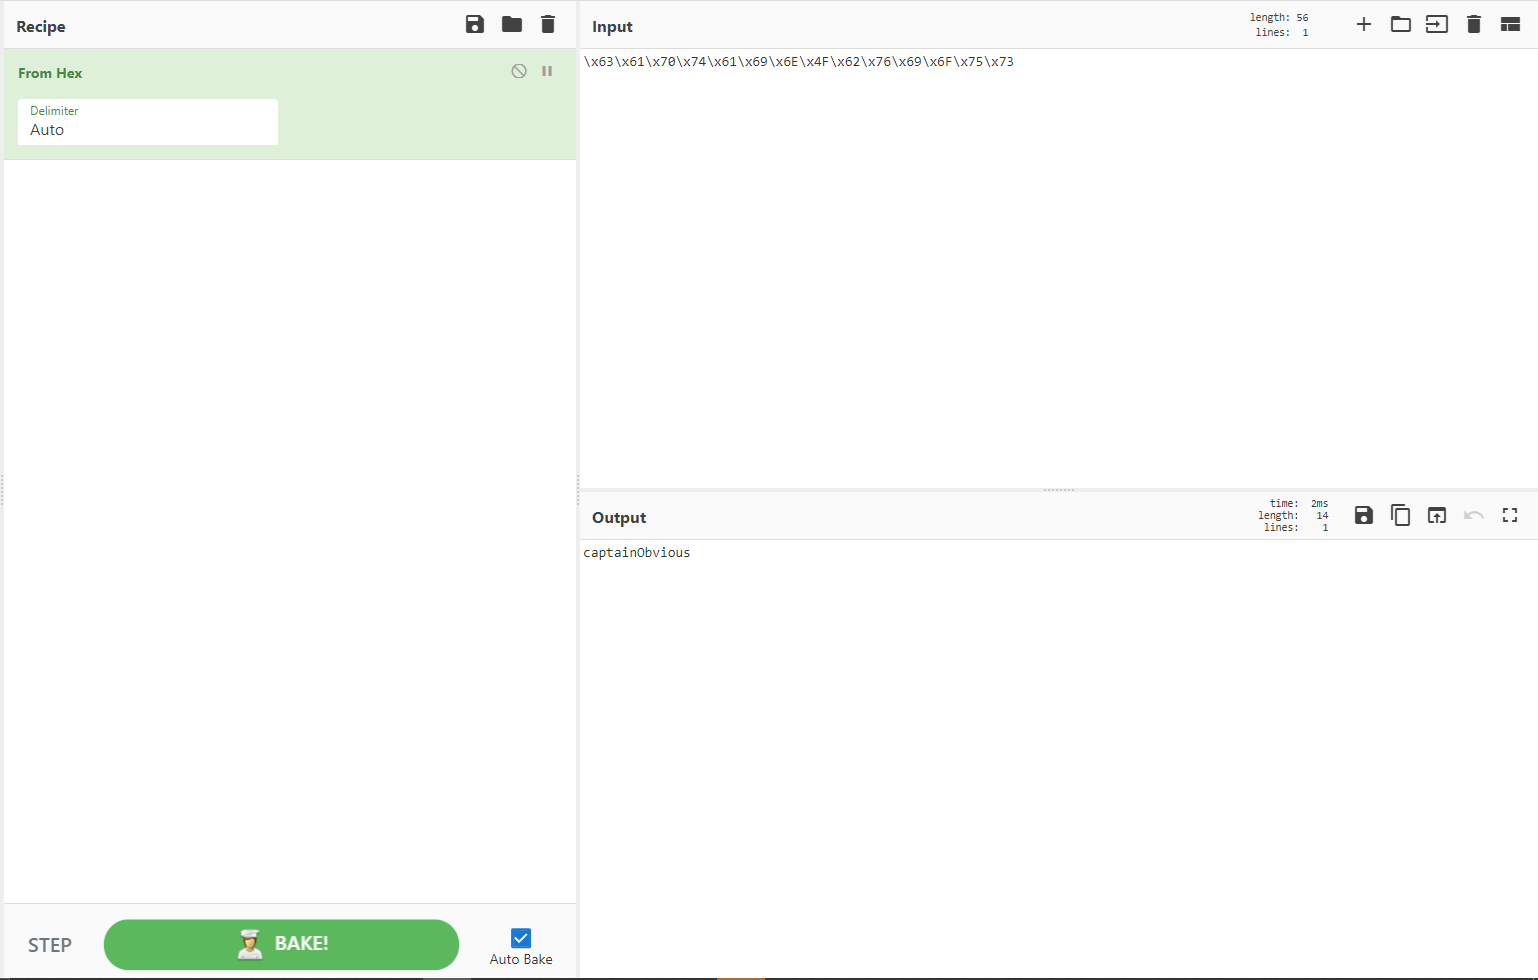 Recipe
From Hex
Delimiter
Auto
STEP
BAKE!
Auto Bake
Input
length: 56
lines: 1
\x63\x61\x70\x74\x61\x69\x6E\x4F\x62\x76\x69\x6F\x75\x73
Output
time: 2ms
length: 14
lines: 1
captainObvious